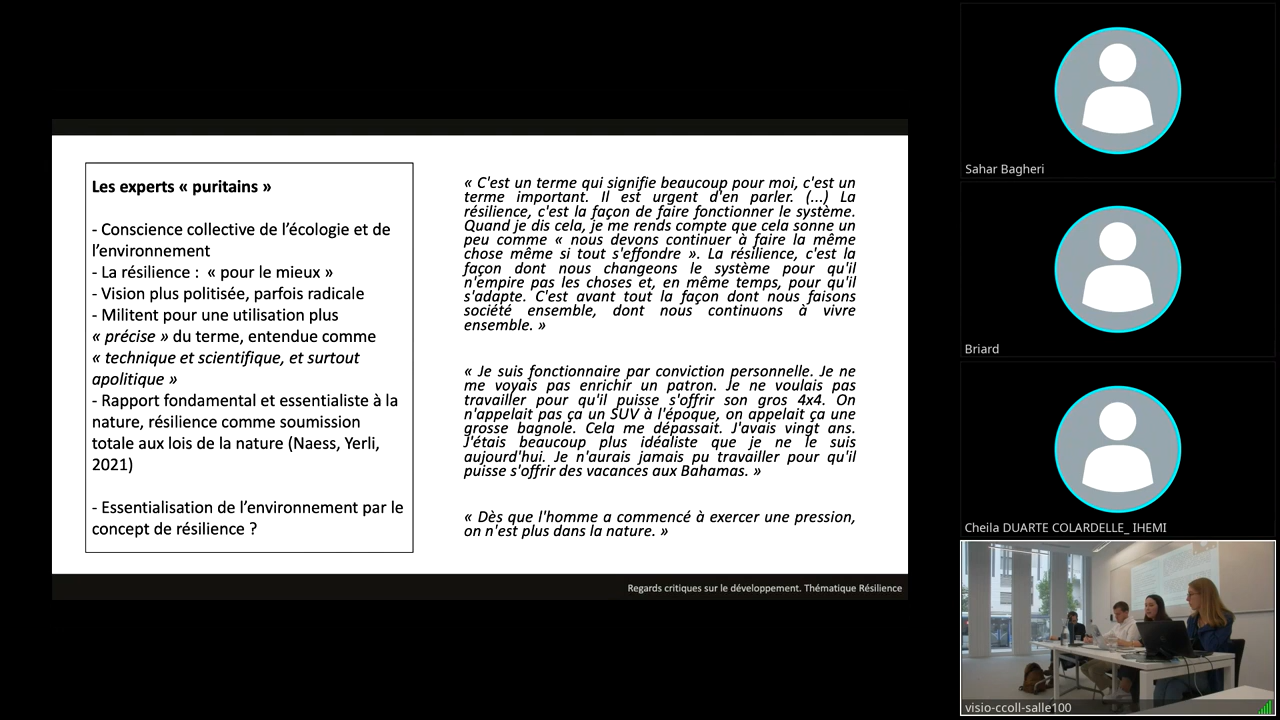 Les experts « puritains »
- Conscience collective de l'écologie et de
l'environnement
- La résilience : « pour le mieux »
- Vision plus politisée, parfois radicale
- Militent pour une utilisation plus
« précise » du terme, entendue comme
« technique et scientifique, et surtout
apolitique »
- Rapport fondamental et essentialiste à la
nature, résilience comme soumission
totale aux lois de la nature (Naess, Yerli,
2021)
- Essentialisation de l'environnement par le
concept de résilience ?
« C'est un terme qui signifie beaucoup pour moi, c'est un
terme important. Il est urgent d'en parler. (...) La
résilience, c'est la façon de faire fonctionner le système.
Quand je dis cela, je me rends compte que cela sonne un
peu comme « nous devons continuer à faire la même
chose même si tout s'effondre ». La résilience, c'est la
façon dont nous changeons le système pour qu'il
n'empire pas les choses et, en même temps, pour qu'il
s'adapte. C'est avant tout la façon dont nous faisons
société ensemble, dont nous continuons à vivre
ensemble. »
« Je suis fonctionnaire par conviction personnelle. Je ne
me voyais pas enrichir un patron. Je ne voulais pas
travailler pour qu'il puisse s'offrir son gros 4x4. On
n'appelait pas ça un SUV à l'époque, on appelait ça une
grosse bagnole. Cela me dépassait. J'avais vingt ans.
J'étais beaucoup plus idéaliste que je ne le suis
aujourd'hui. Je n'aurais jamais pu travailler pour qu'il
puisse s'offrir des vacances aux Bahamas. »
« Dès que l'homme a commencé à exercer une pression,
on n'est plus dans la nature. »
Regards critiques sur le développement. Thématique Résilience
Sahar Bagheri
Briard
Cheila DUARTE COLARDELLE_ IHEMI
visio-ccoll-salle100